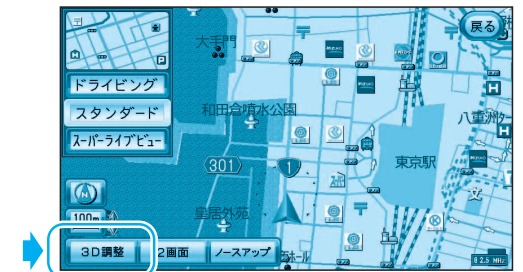 大手門
戻る
ドライビング
スタンダード
スーパーライブビュー
和田倉噴水公園
八重洲
301
1
東京駅
皇居外苑
100m
3D調整
2画面
ノースアップ